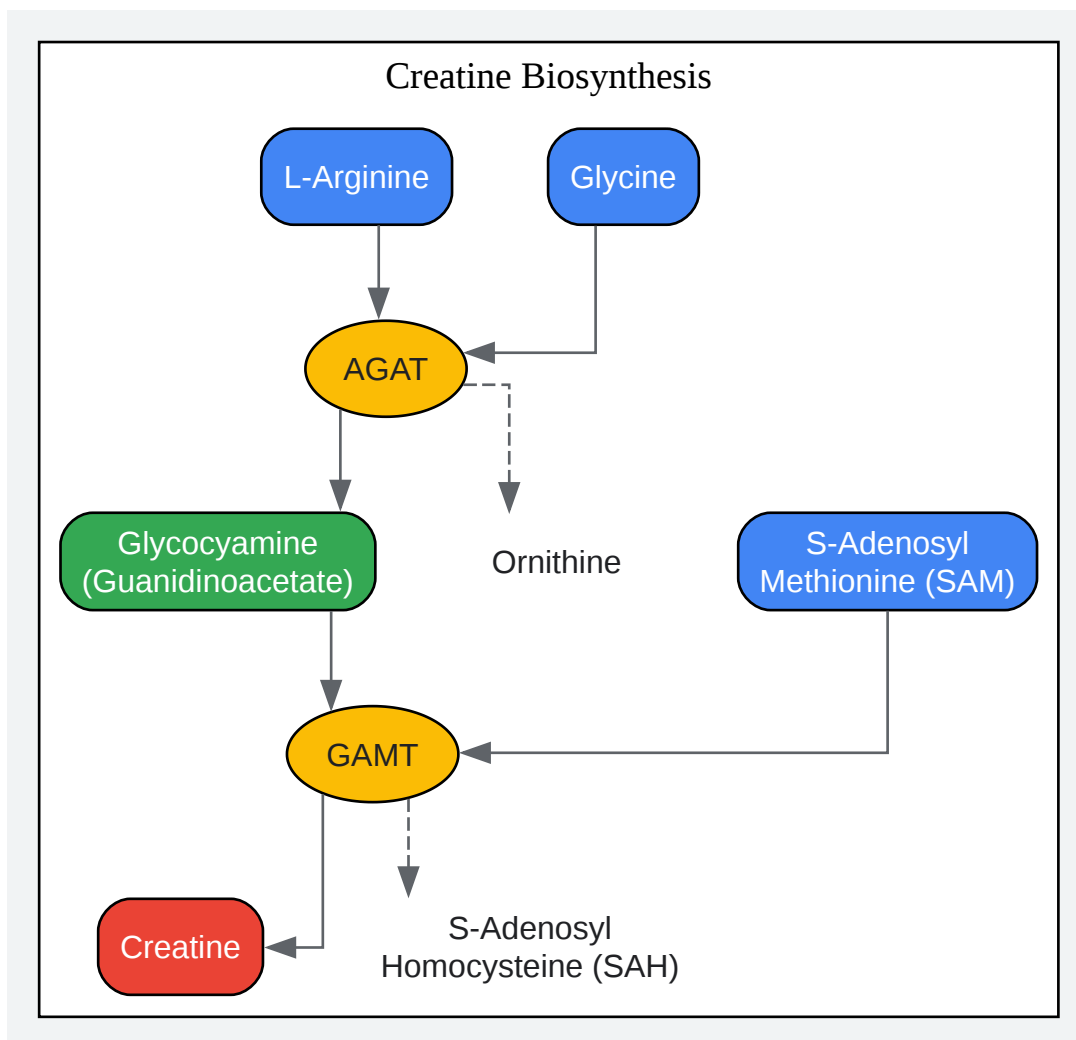 Creatine Biosynthesis
L-Arginine
Glycine
AGAT
Glycocyamine
(Guanidinoacetate)
Ornithine
S-Adenosyl
Methionine (SAM)
GAMT
Creatine
S-Adenosyl
Homocysteine (SAH)